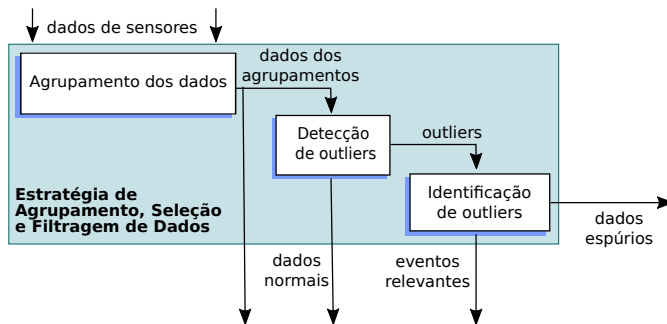 dados de sensores
Agrupamento dos dados
dados dos
agrupamentos
Detecção
de outliers
outliers
Identificação
de outliers
Estratégia de
Agrupamento, Seleção
e Filtragem de Dados
dados
espúrios
dados
normais
eventos
relevantes